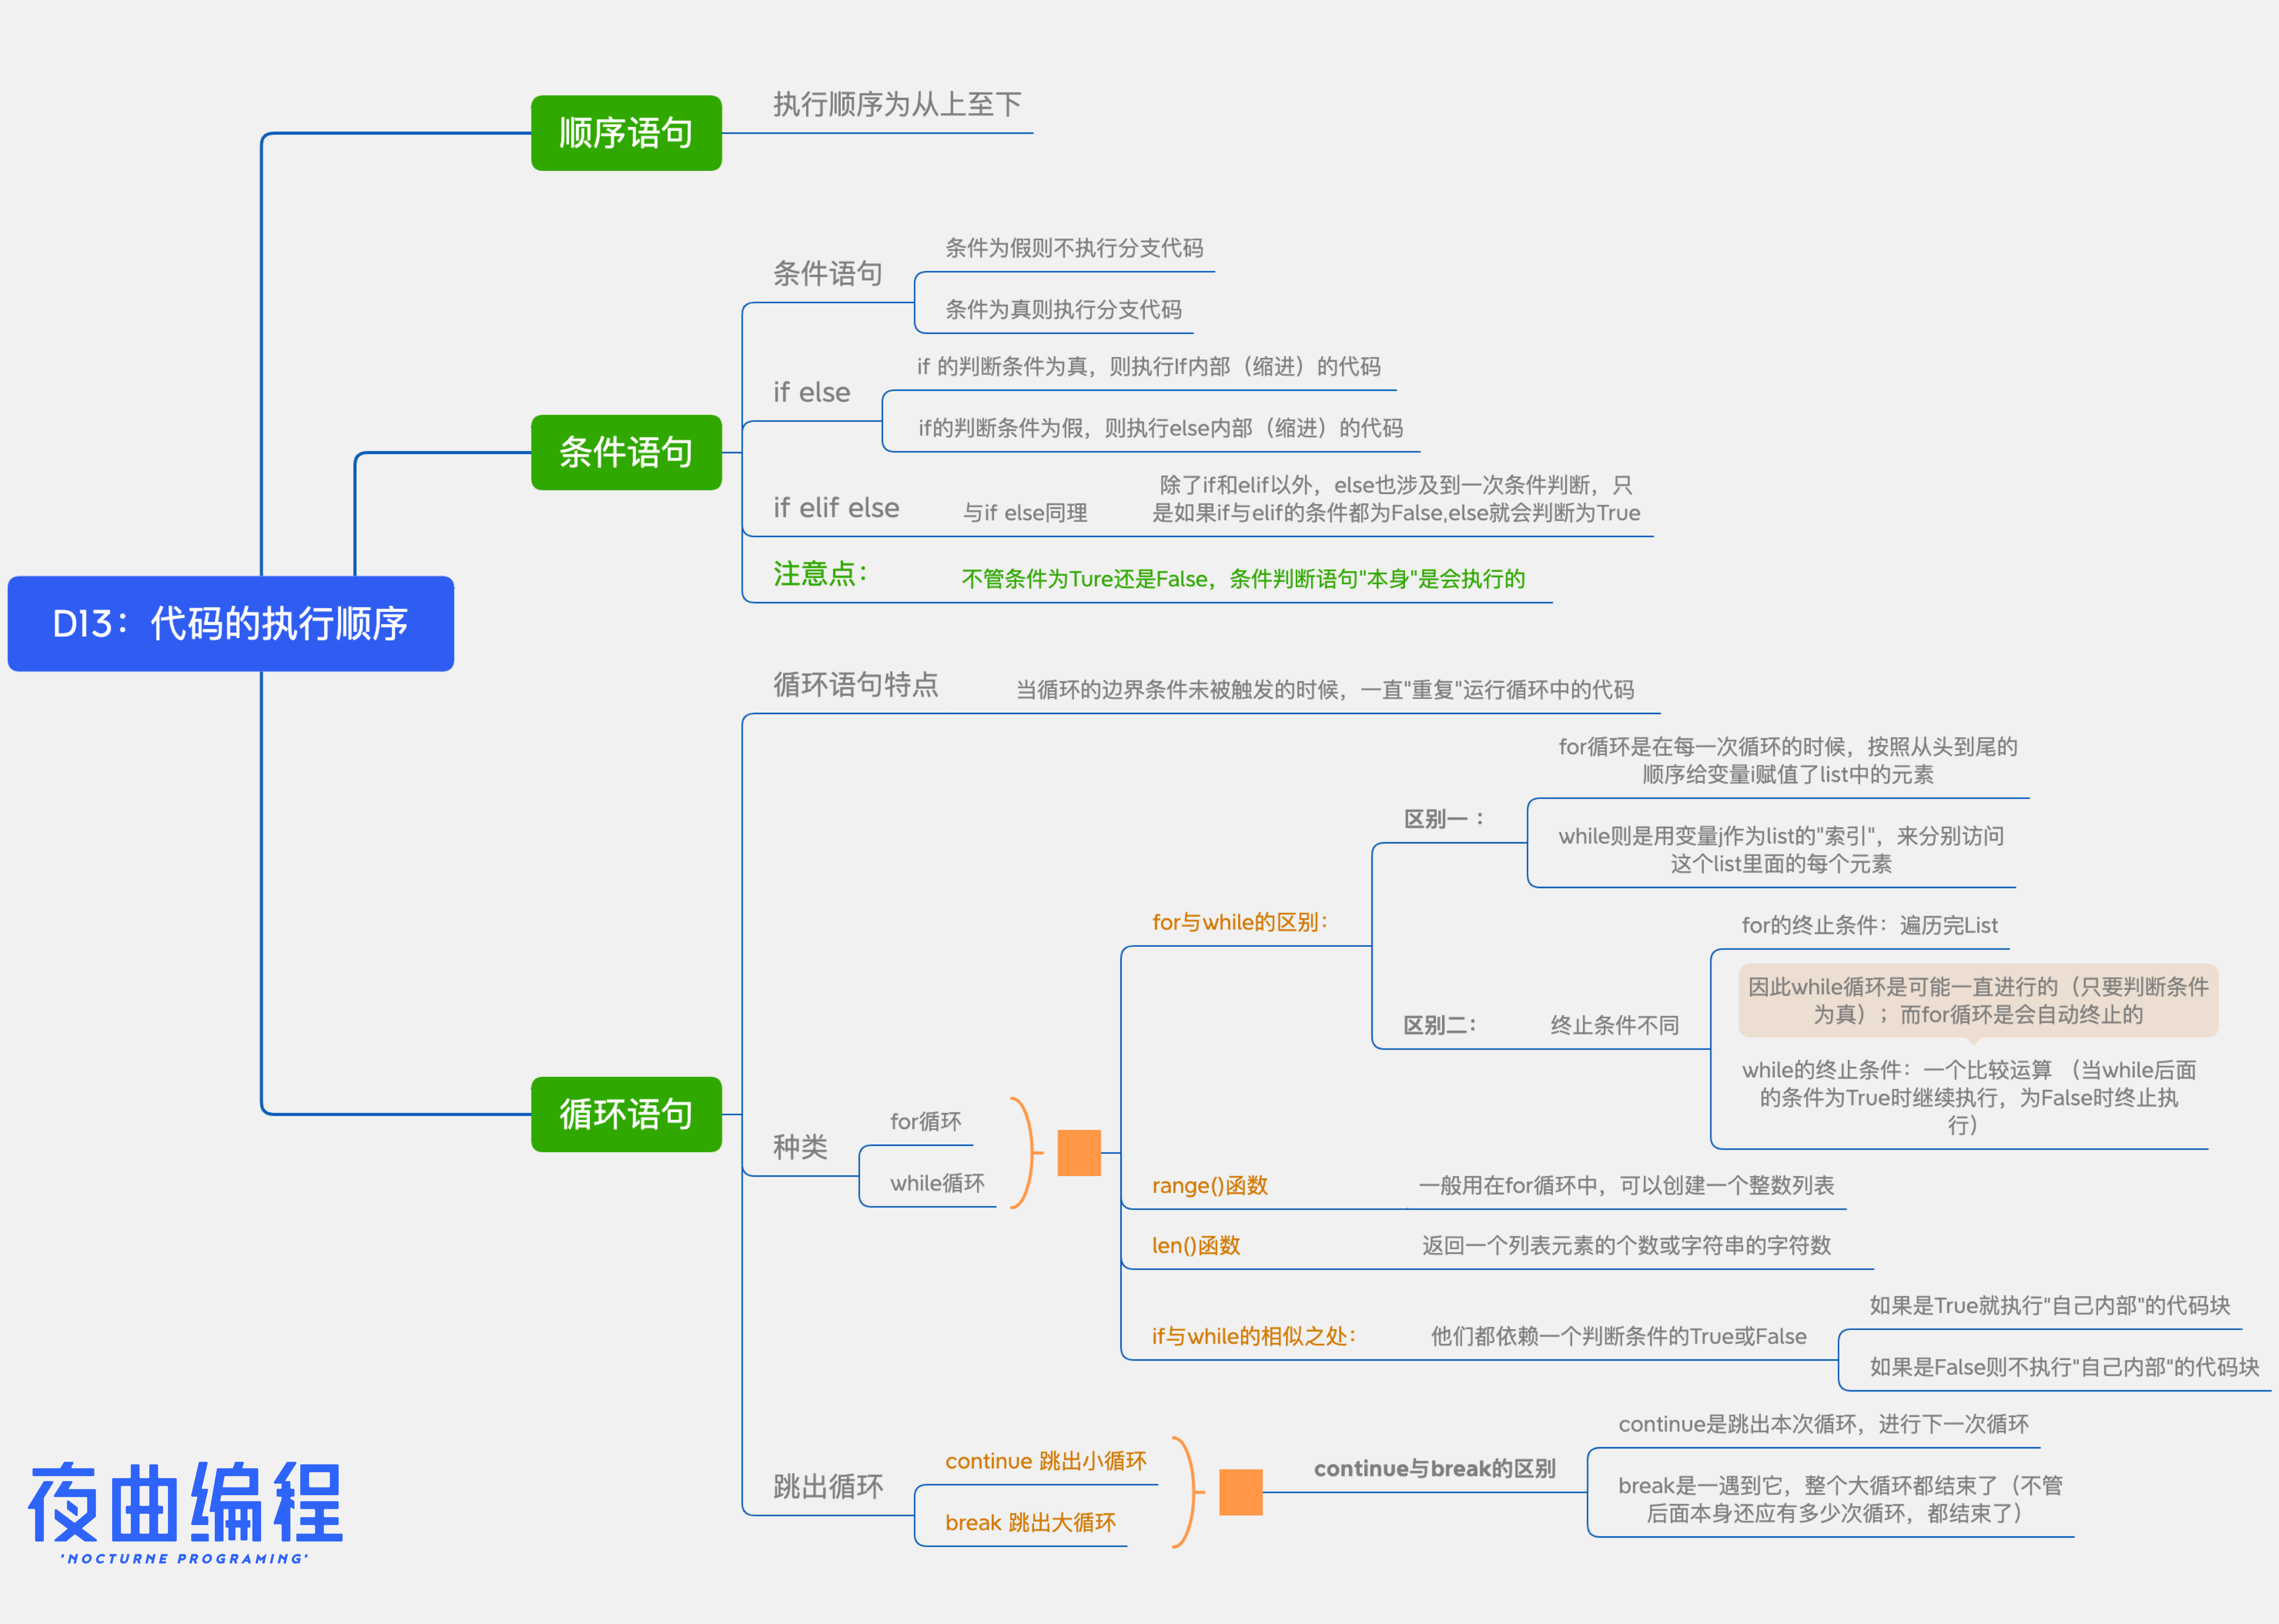 D13：代码的执行顺序
顺序语句
执行顺序为从上至下
条件语句
条件语句
条件为假则不执行分支代码
条件为真则执行分支代码
if else
if 的判断条件为真，则执行If内部（缩进）的代码
if的判断条件为假，则执行else内部（缩进）的代码
if elif else
与if else同理
除了if和elif以外，else也涉及到一次条件判断，只
是如果if与elif的条件都为False,else就会判断为True
注意点：
不管条件为Ture还是False，条件判断语句"本身"是会执行的
循环语句
循环语句特点
当循环的边界条件未被触发的时候，一直"重复"运行循环中的代码
种类
for循环
while循环
for与while的区别：
区别一 ：
for循环是在每一次循环的时候，按照从头到尾的
顺序给变量i赋值了list中的元素
while则是用变量j作为list的"索引"，来分别访问
这个list里面的每个元素
区别二：
终止条件不同
for的终止条件：遍历完List
因此while循环是可能一直进行的（只要判断条件
为真）；而for循环是会自动终止的
while的终止条件：一个比较运算 （当while后面
的条件为True时继续执行，为False时终止执
行）
range()函数
一般用在for循环中，可以创建一个整数列表
len()函数
返回一个列表元素的个数或字符串的字符数
if与while的相似之处：
他们都依赖一个判断条件的True或False
如果是True就执行"自己内部"的代码块
如果是False则不执行"自己内部"的代码块
跳出循环
continue 跳出小循环
break 跳出大循环
continue与break的区别
continue是跳出本次循环，进行下一次循环
break是一遇到它，整个大循环都结束了（不管
后面本身还应有多少次循环，都结束了）
夜曲编程
'NOCTURNE PROGRAMING'